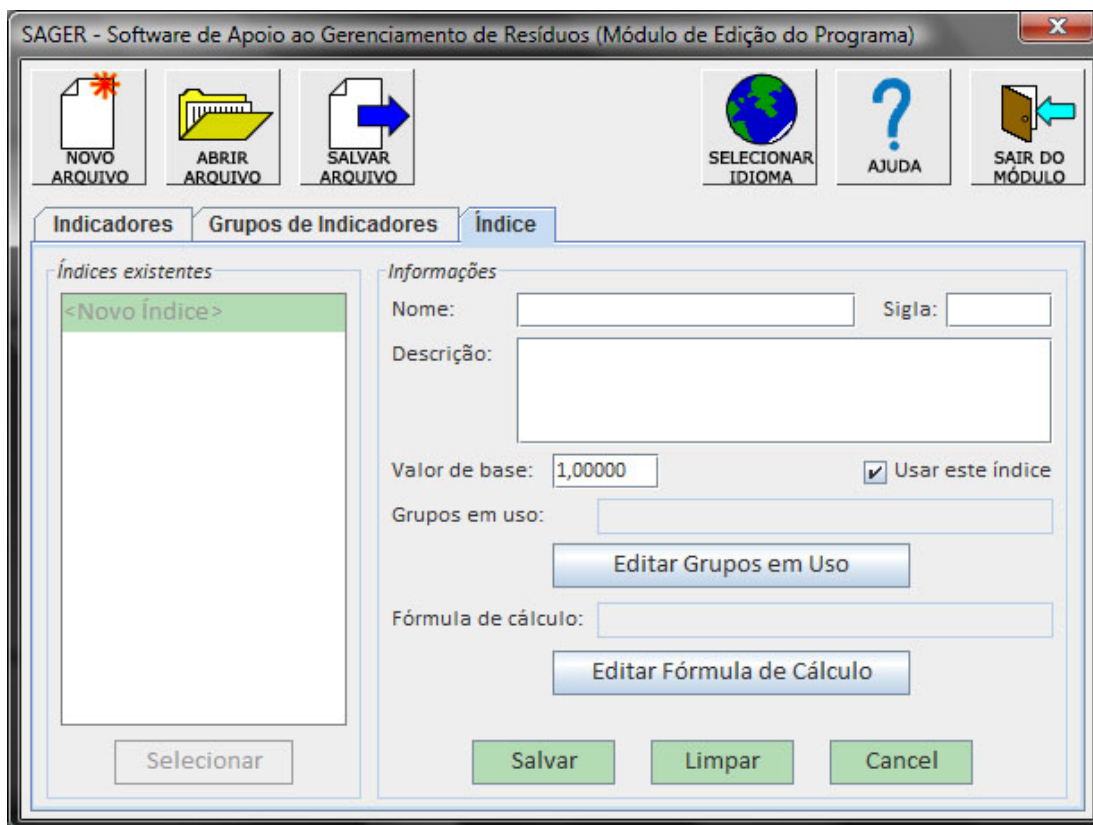 SAGER - Software de Apoio ao Gerenciamento de Resíduos (Módulo de Edição do Programa)
NOVO
ARQUIVO
ABRIR
ARQUIVO
SALVAR
ARQUIVO
SELECIONAR
IDIOMA
AJUDA
SAIR DO
MÓDULO
Indicadores
Grupos de Indicadores
Índice
Índices existentes
<Novo Índice>
Selecionar
Informações
Nome:
Sigla:
Descrição:
Valor de base: 1,00000
Usar este índice
Grupos em uso:
Editar Grupos em Uso
Fórmula de cálculo:
Editar Fórmula de Cálculo
Salvar
Limpar
Cancel